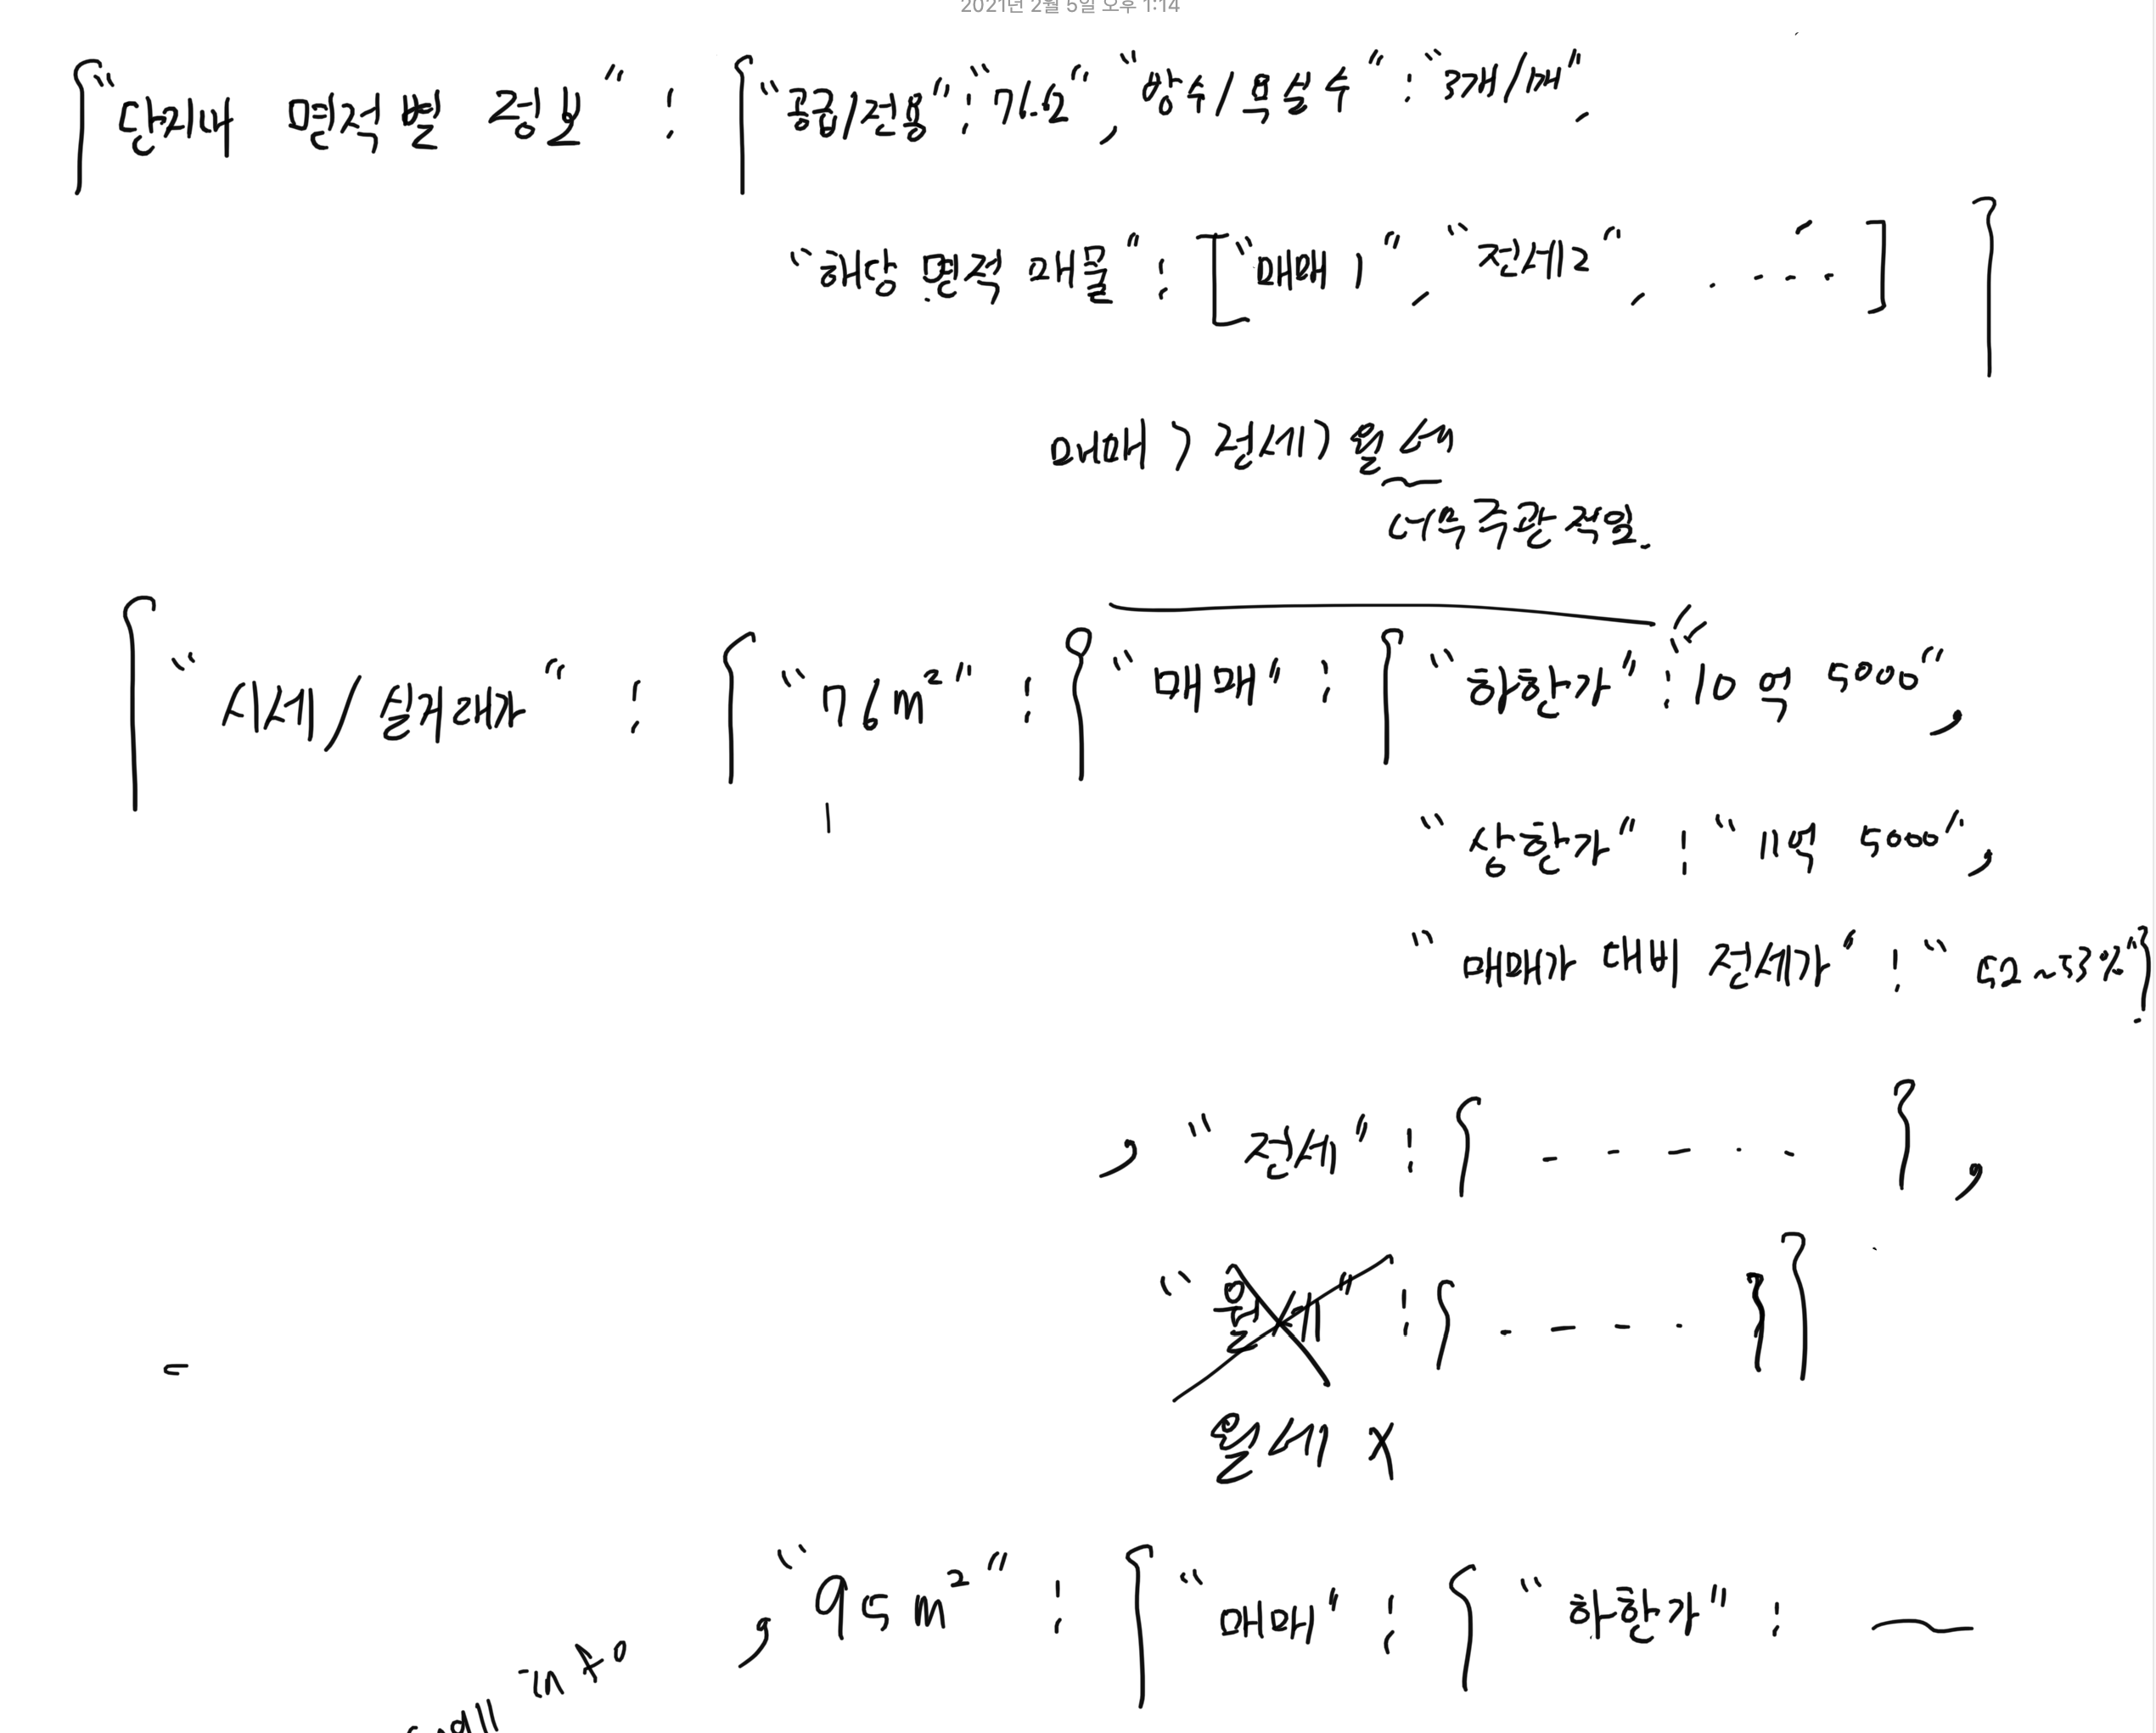 2021년 2월 5일 오후 1:14
{"단지내 면적별 정보" : {"공급/전용" : "76.62", "방수/욕실수" : "3개/1개",
"해당 면적 매물" : ["매매 1", "전세2", . - - . ] }
매매 > 전세 > 월세
너무주관적임.
{"시세/실거래가" : {"76m²" : {"매매" : {"하한가" : "10억 5000",
"상한가" : "11억 5000",
"매매가 대비 전세가" : "52~53%"}
, "전세" : { - - - . . },
"월세" : { . - - - . }}
월세 X
, "95m²" : {"매매" : {"하한가" : ~
in to